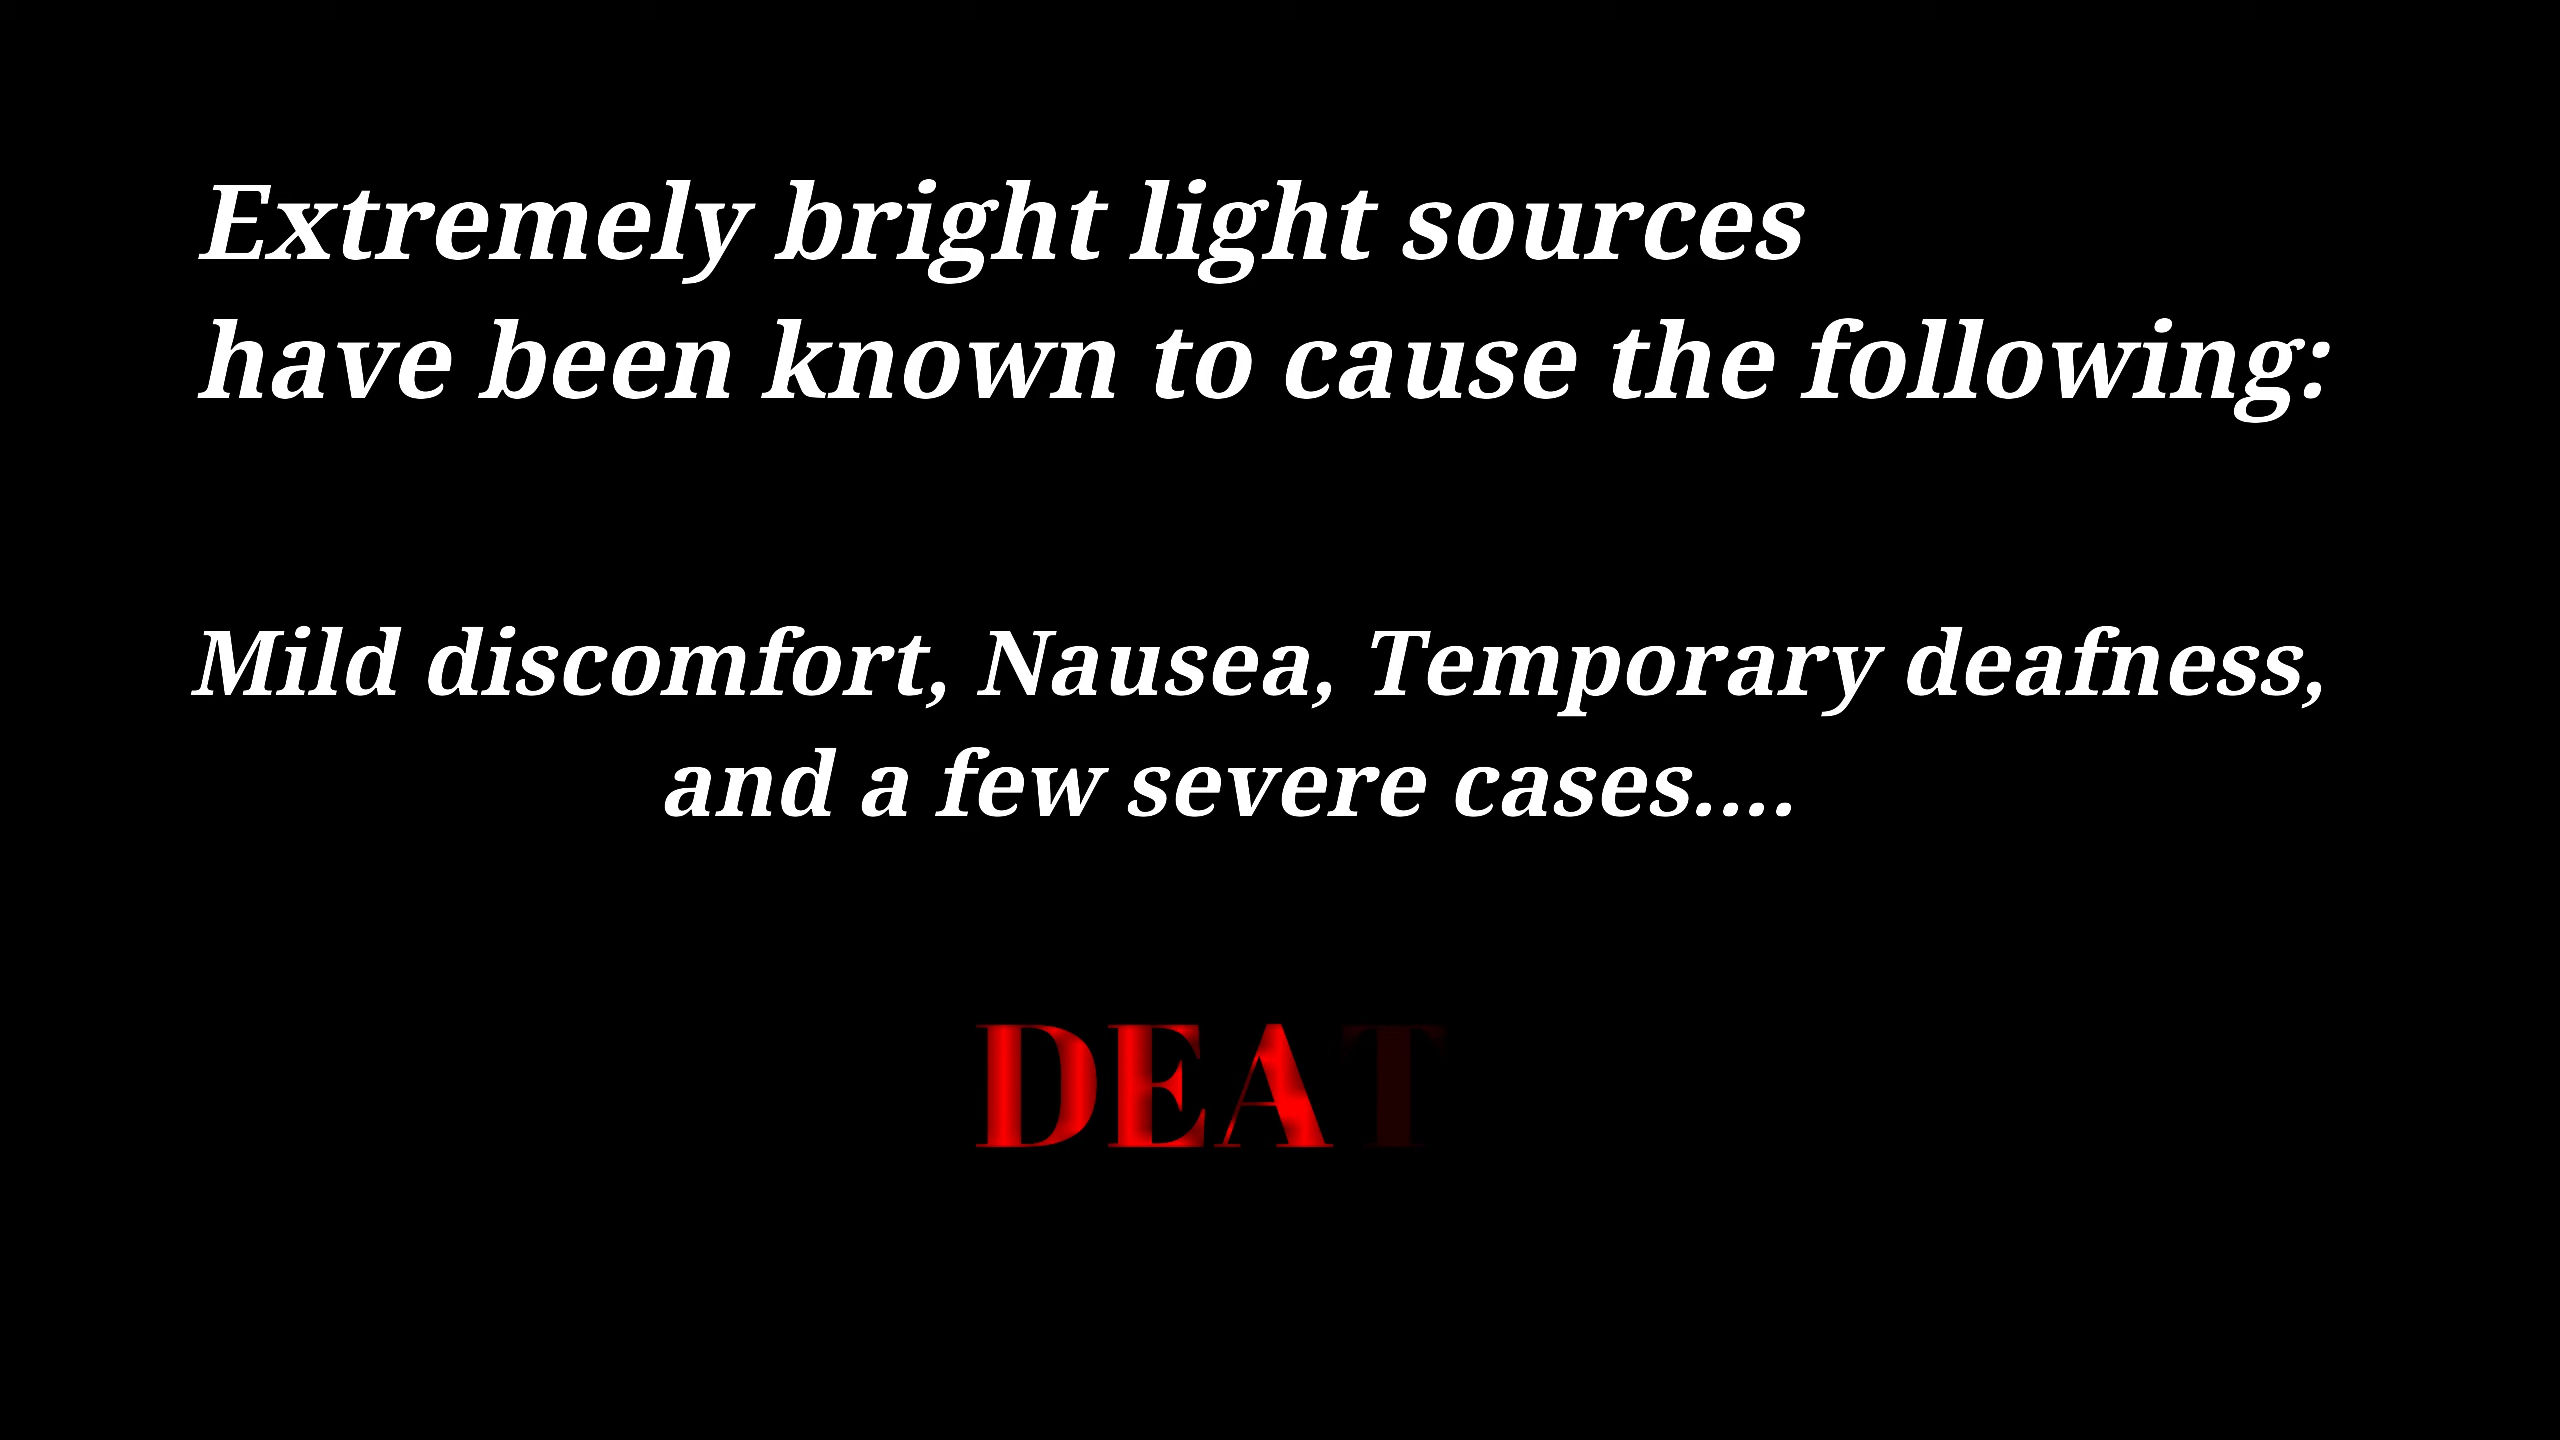 Extremely bright light sources
have been known to cause the following:
Mild discomfort, Nausea, Temporary deafness,
and a few severe cases....
DEAT